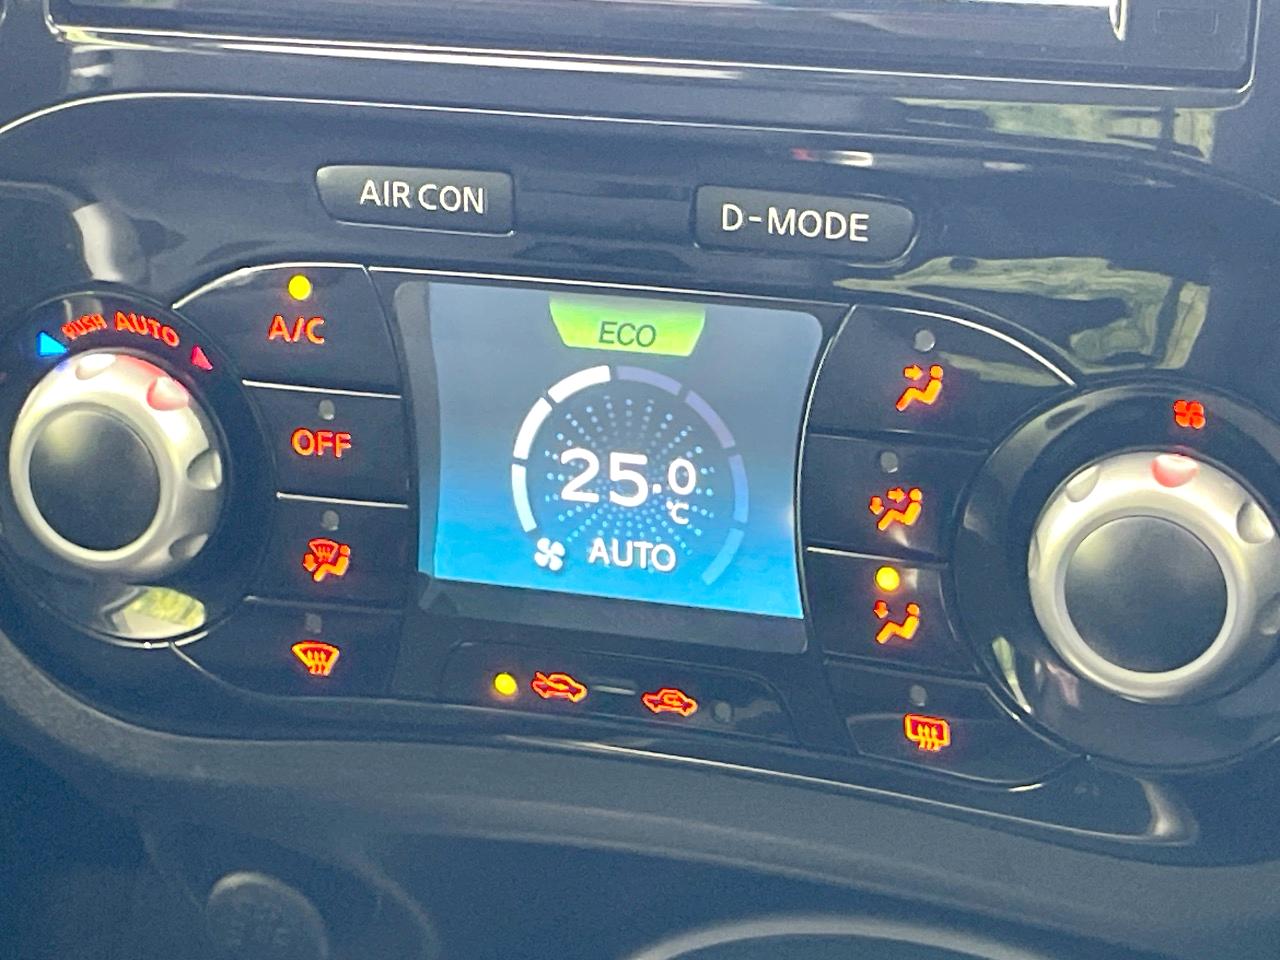 AIR CON
D-MODE
PUSH AUTO
A/C
OFF
ECO
25.0
°C
AUTO